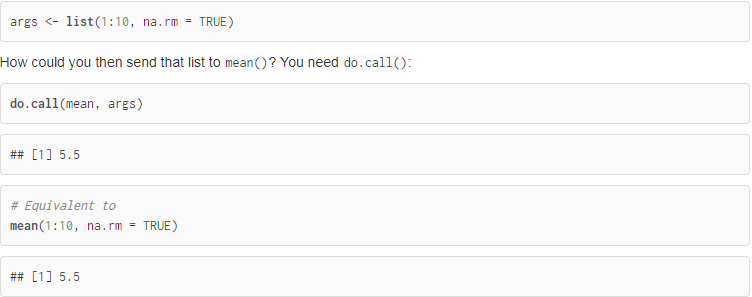 args <- list(1:10, na.rm = TRUE)
How could you then send that list to mean()? You need do.call():
do.call(mean, args)
## [1] 5.5
# Equivalent to
mean(1:10, na.rm = TRUE)
## [1] 5.5